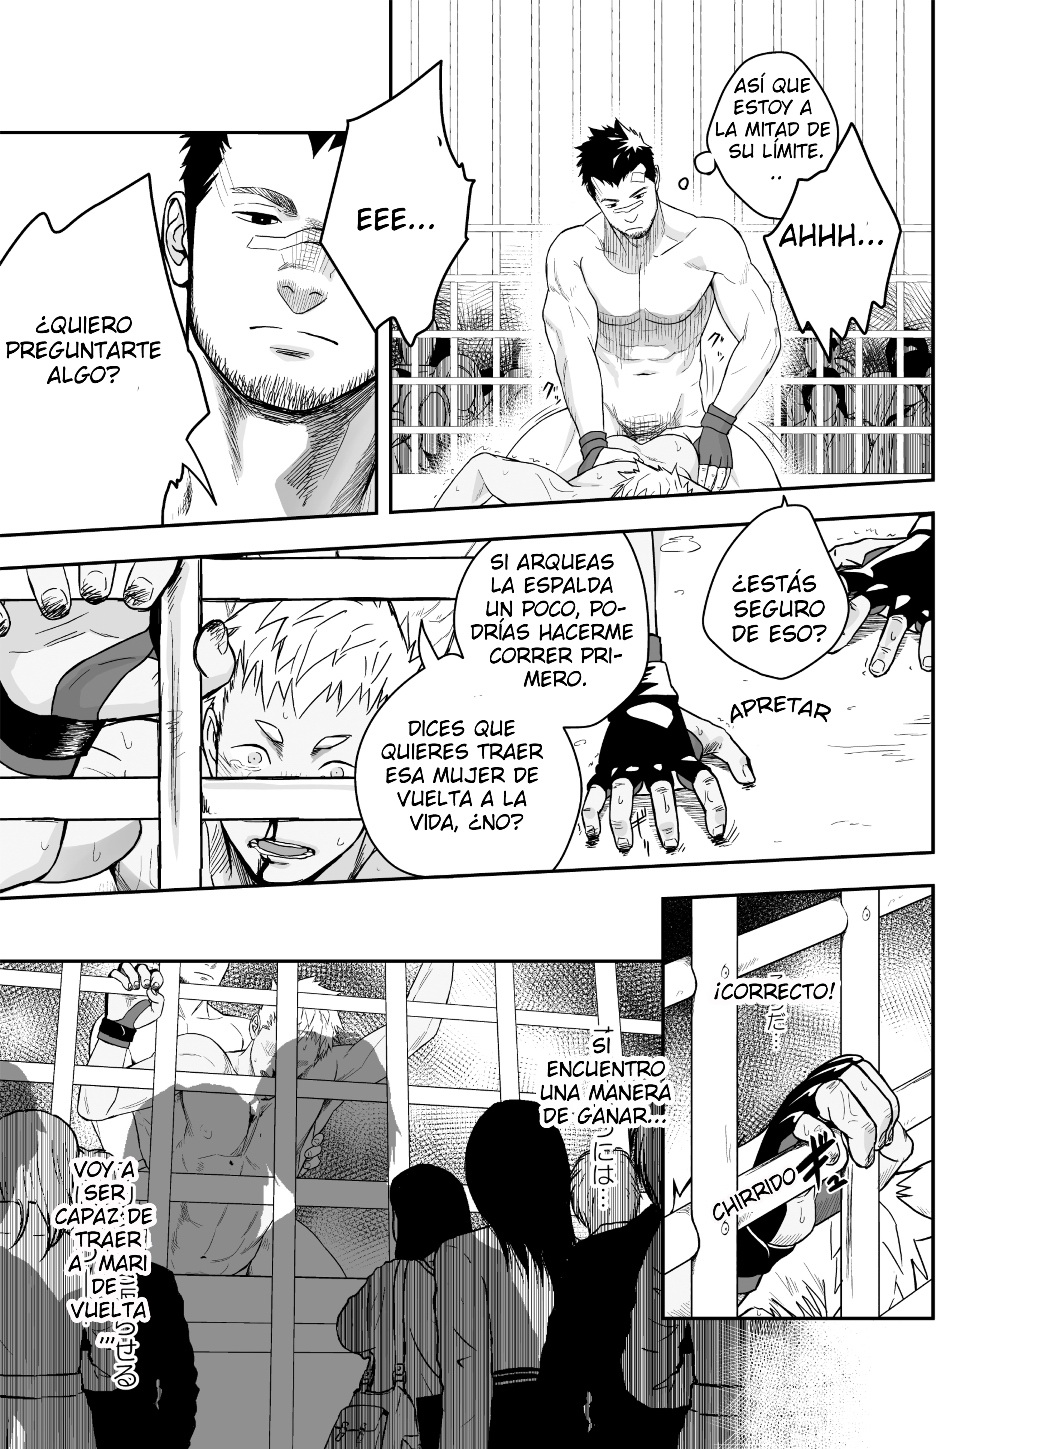 ASÍ QUE
ESTOY A
LA MITAD DE
SU LÍMITE.
..
AHHH...
EEE...
¿QUIERO
PREGUNTARTE
ALGO?
¿ESTÁS
SEGURO
DE ESO?
APRETAR
SI ARQUEAS
LA ESPALDA
UN POCO, PO-
DRÍAS HACERME
CORRER PRI-
MERO.
DICES QUE
QUIERES TRAER
ESA MUJER DE
VUELTA A LA
VIDA, ¿NO?
¡CORRECTO!
CHIRRIDO
SI
ENCUENTRO
UNA MANERA
DE GANAR...
VOY A
SER
CAPAZ DE
TRAER
A MARI
DE
VUELTA
...